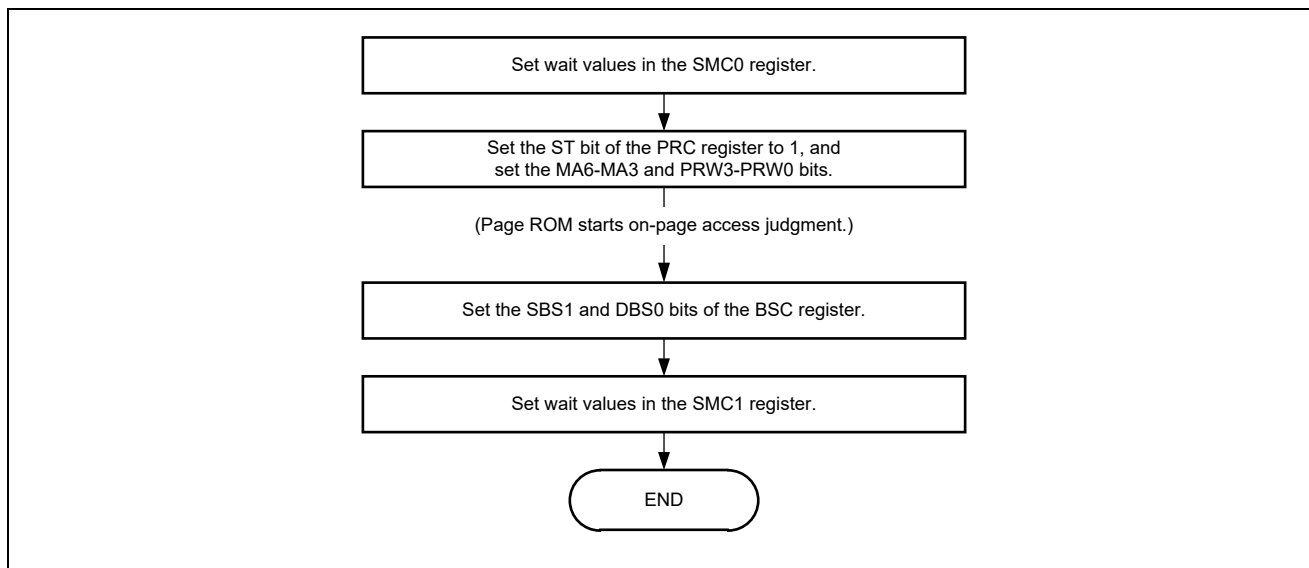 Set wait values in the SMC0 register.
Set the ST bit of the PRC register to 1, and
set the MA6-MA3 and PRW3-PRW0 bits.
(Page ROM starts on-page access judgment.)
Set the SBS1 and DBS0 bits of the BSC register.
Set wait values in the SMC1 register.
END